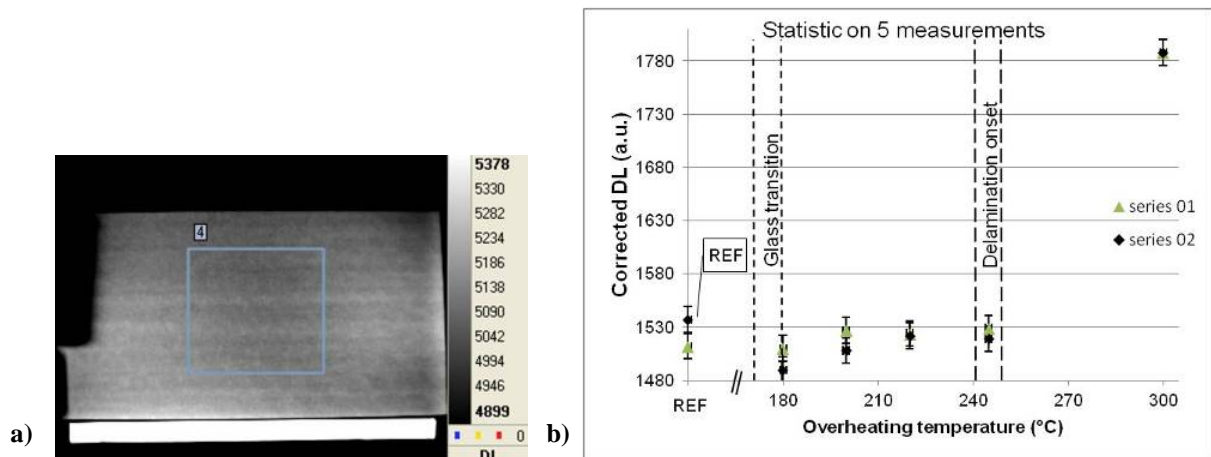 a)
4
5378
5330
5282
5234
5186
5138
5090
5042
4994
4946
4899
0
DL
b)
Statistic on 5 measurements
Corrected DL (a.u.)
1780
1730
1680
1630
1580
1530
1480
REF
Glass transition
Delamination onset
series 01
series 02
REF
180
210
240
270
300
Overheating temperature (°C)